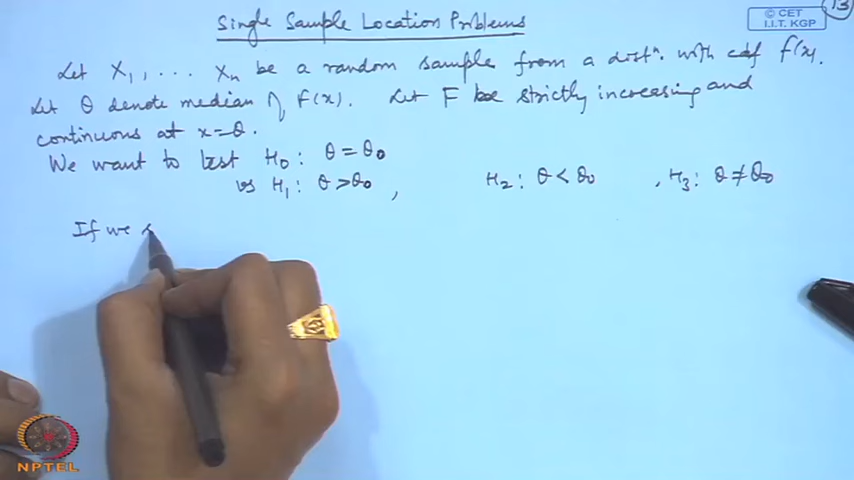 Single Sample Location Problems
© CET
I.I.T. KGP
13
Let X₁, ... Xₙ be a random sample from a distⁿ. with cdf F(x).
Let θ denote median of F(x). Let F be strictly increasing and
continuous at x=θ.
We want to test H₀: θ = θ₀
vs H₁: θ > θ₀, H₂: θ < θ₀, H₃: θ ≠ θ₀
If we
NPTEL